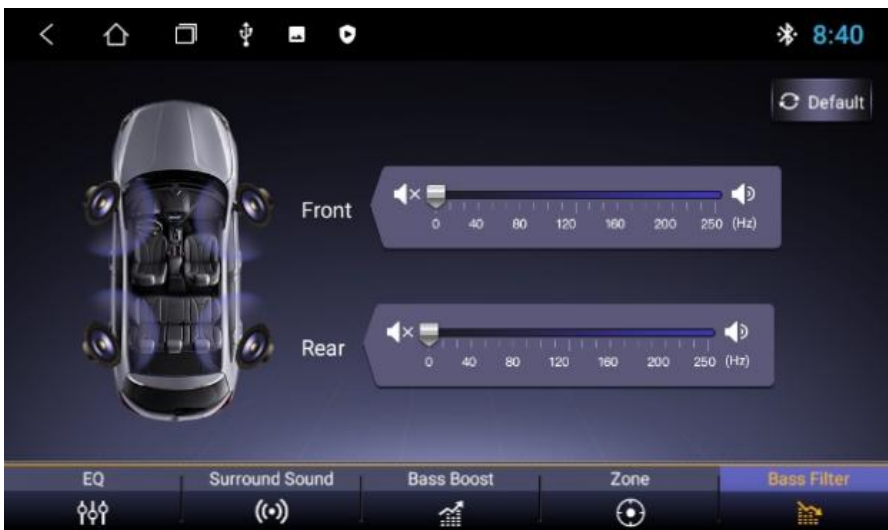 8:40
Default
Front
0 40 80 120 160 200 250 (Hz)
Rear
0 40 80 120 160 200 250 (Hz)
EQ Surround Sound Bass Boost Zone Bass Filter